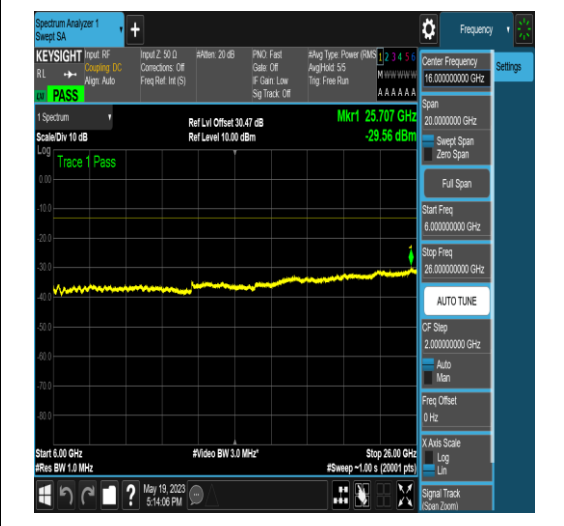 Spectrum Analyzer 1
Swept SA
Frequency
KEYSIGHT
RL
Input: RF
Coupling: DC
Align: Auto
Input Z: 50 Ω
Corrections: Off
Freq Ref: Int (S)
#Atten: 20 dB
PNO: Fast
Gate: Off
IF Gain: Low
Sig Track: Off
#Avg Type: Power (RMS
Avg|Hold: 5/5
Trig: Free Run
1 2 3 4 5 6
M W W W W W
A A A A A A
PASS
1 Spectrum
Scale/Div 10 dB
Ref Lvl Offset 30.47 dB
Ref Level 10.00 dBm
Mkr1 25.707 GHz
-29.56 dBm
Log
Trace 1 Pass
0.00
-10.0
-20.0
-30.0
-40.0
-50.0
-60.0
-70.0
-80.0
1
Start 6.00 GHz
#Res BW 1.0 MHz
#Video BW 3.0 MHz*
Stop 26.00 GHz
#Sweep ~1.00 s (20001 pts)
May 19, 2023
5:14:06 PM
?
Center Frequency
16.000000000 GHz
Settings
Span
20.0000000 GHz
Swept Span
Zero Span
Full Span
Start Freq
6.000000000 GHz
Stop Freq
26.000000000 GHz
AUTO TUNE
CF Step
2.000000000 GHz
Auto
Man
Freq Offset
0 Hz
X Axis Scale
Log
Lin
Signal Track
(Span Zoom)